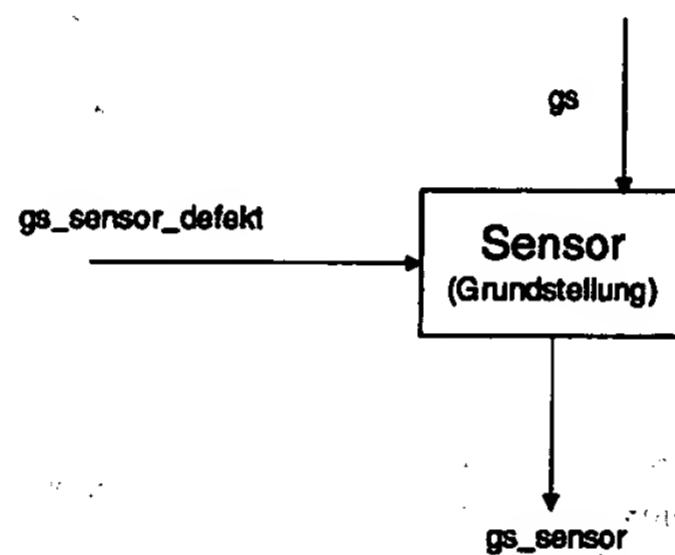 gs
gs_sensor_defekt
Sensor
(Grundstellung)
gs_sensor